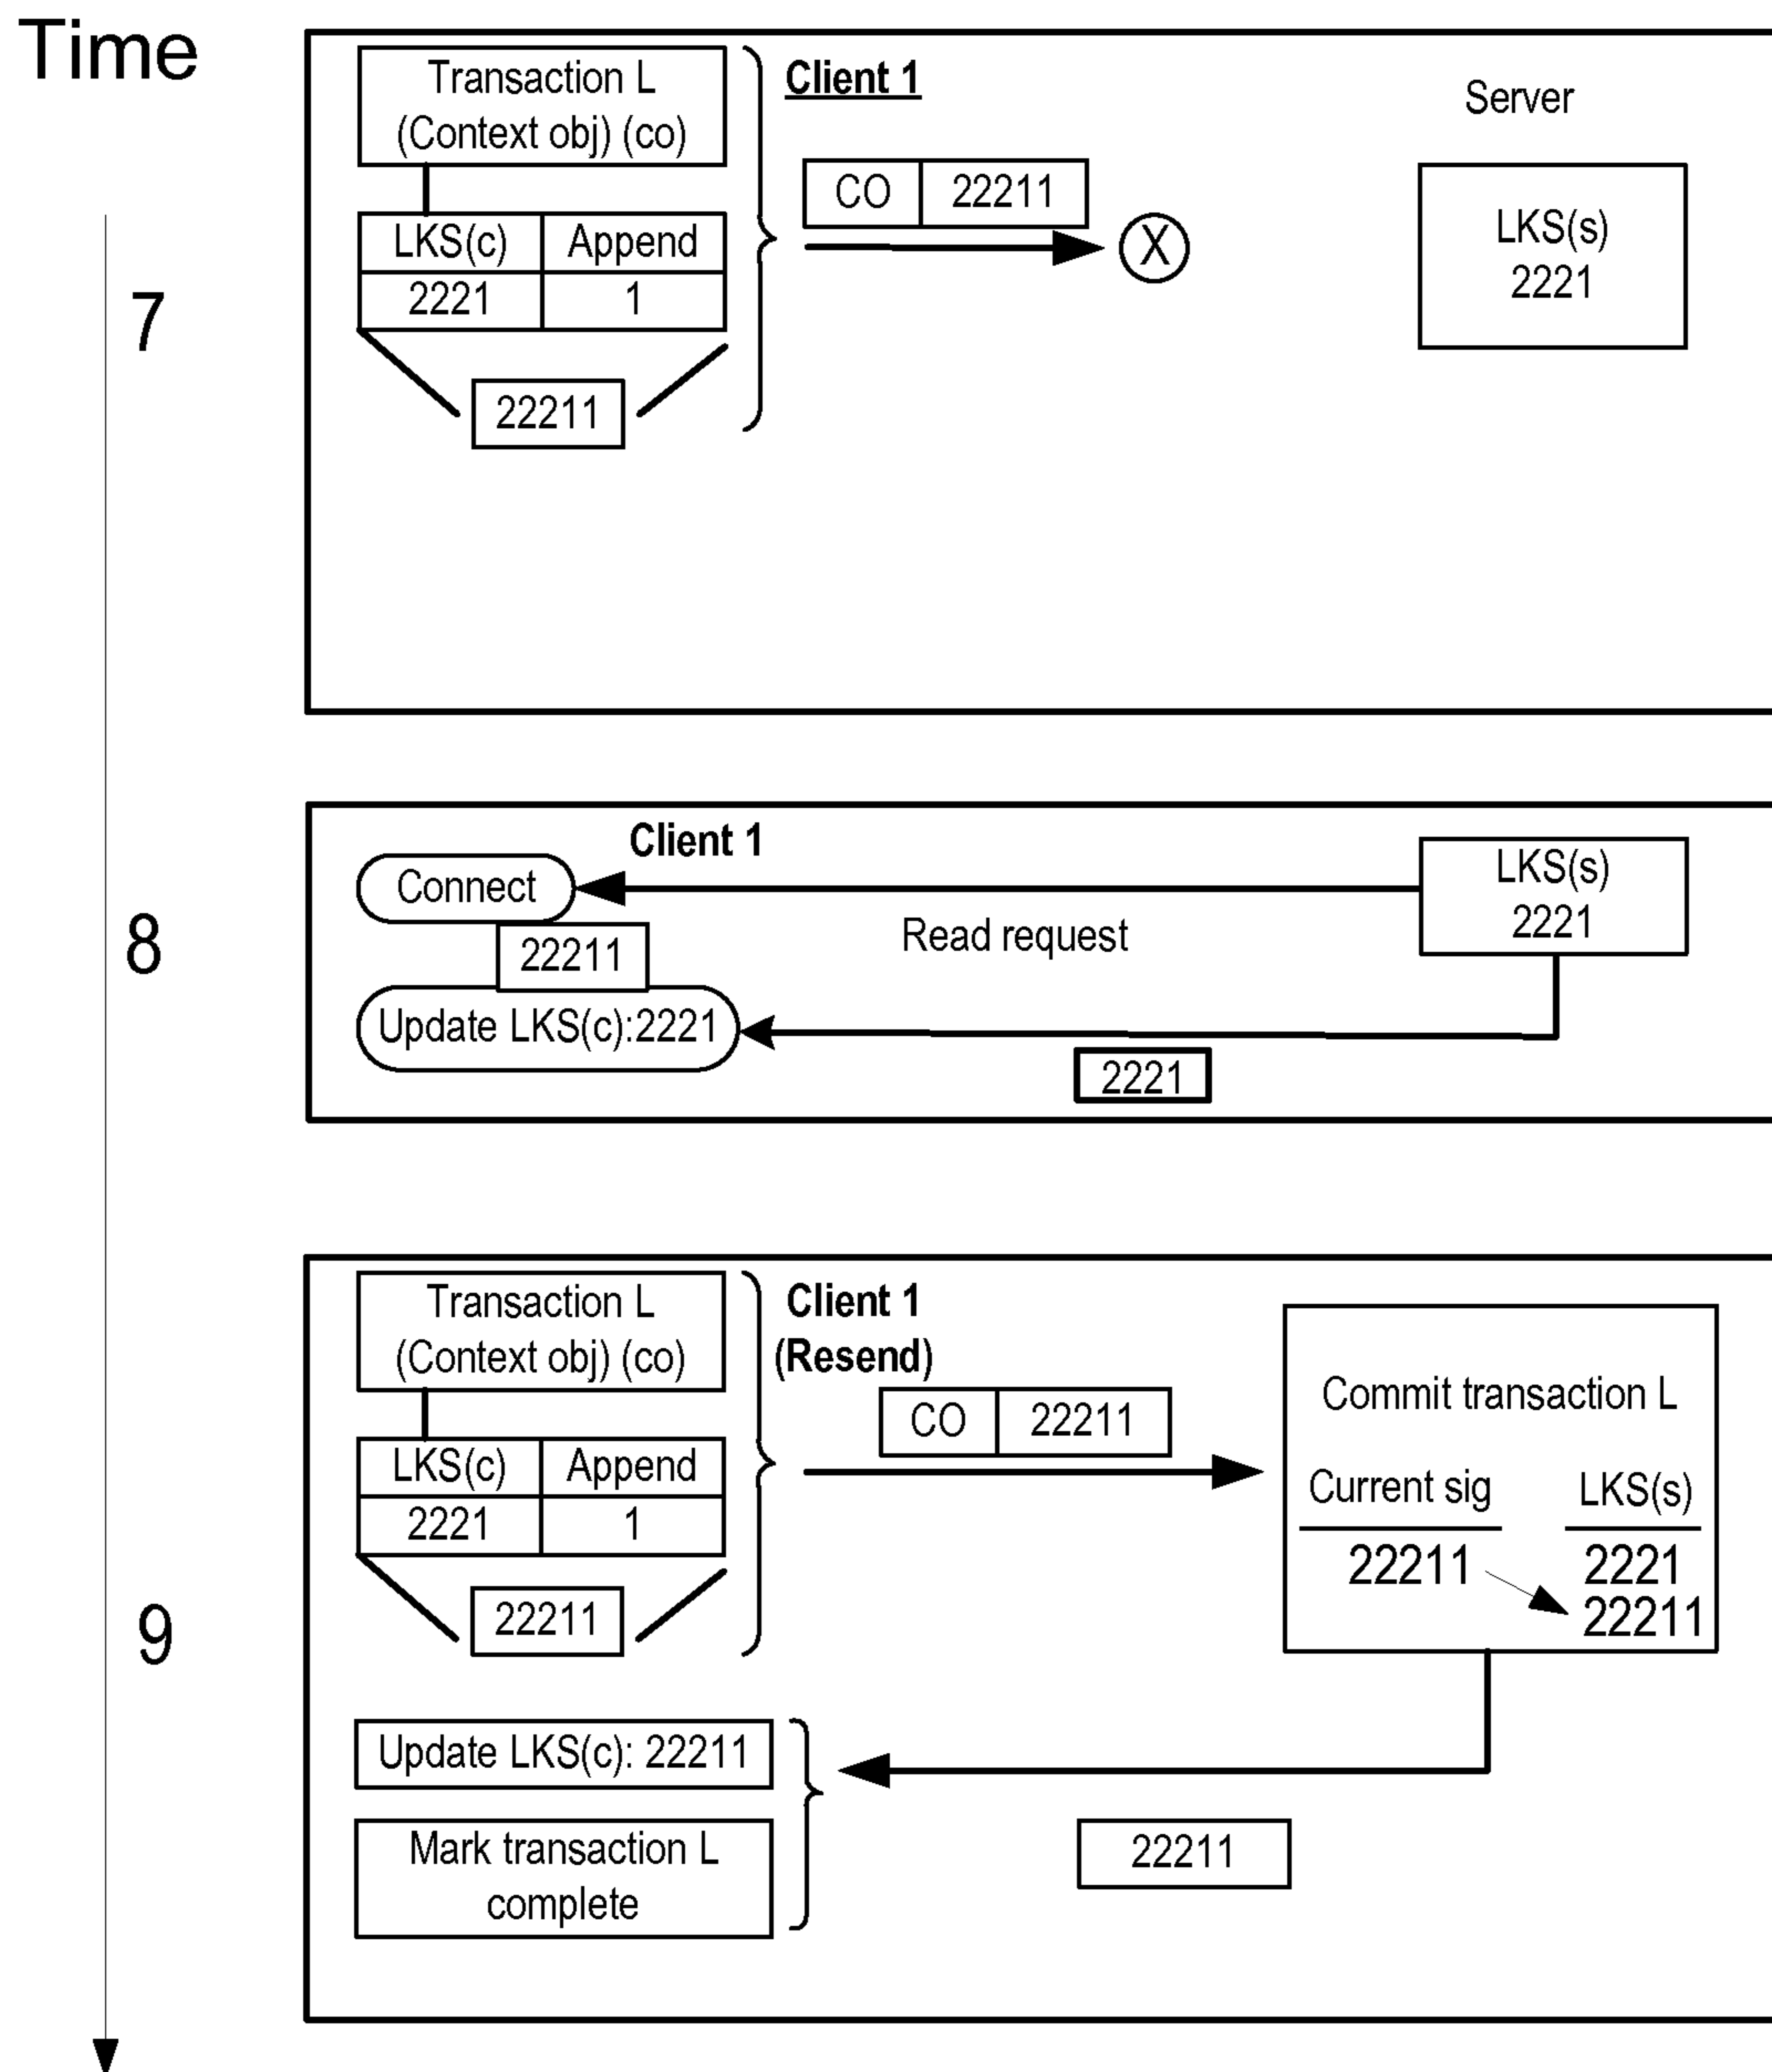 Time
7
Transaction L
(Context obj) (co)
LKS(c) Append
2221 1
22211
Client 1
CO 22211
X
Server
LKS(s)
2221
8
Client 1
Connect
22211
Read request
Update LKS(c):2221
2221
LKS(s)
2221
9
Transaction L
(Context obj) (co)
LKS(c) Append
2221 1
22211
Client 1
(Resend)
CO 22211
Commit transaction L
Current sig LKS(s)
22211 2221
22211
Update LKS(c): 22211
Mark transaction L
complete
22211